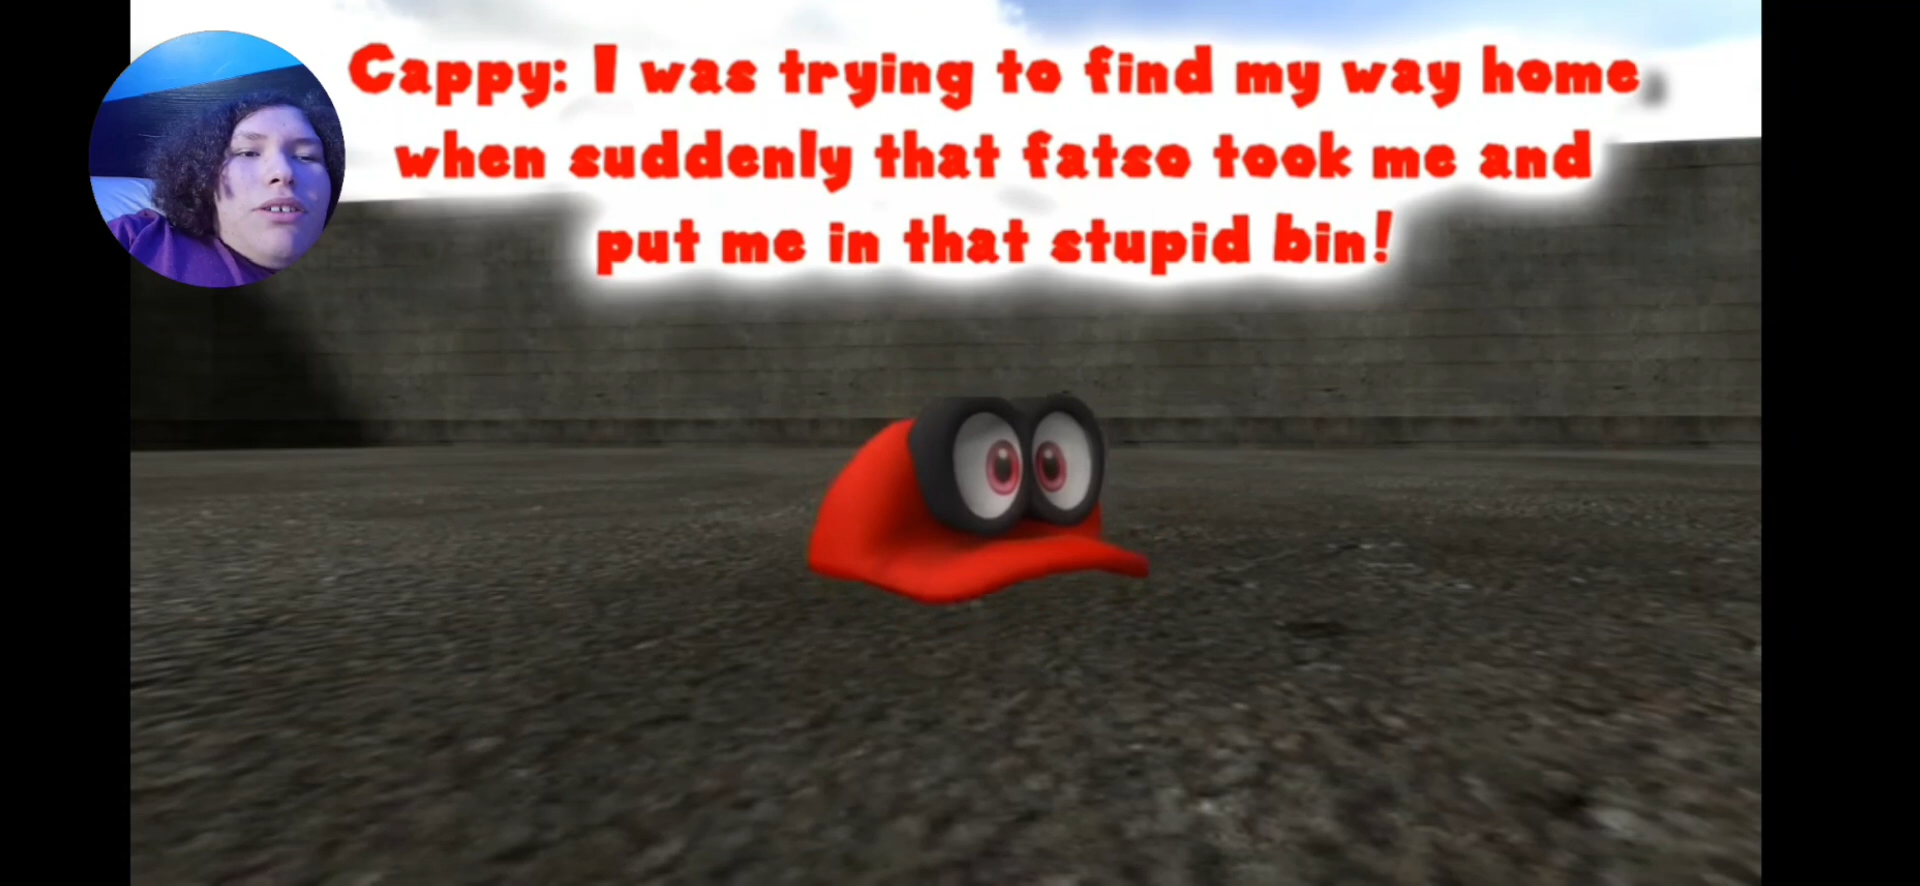 Cappy: I was trying to find my way home
when suddenly that fatso took me and
put me in that stupid bin!